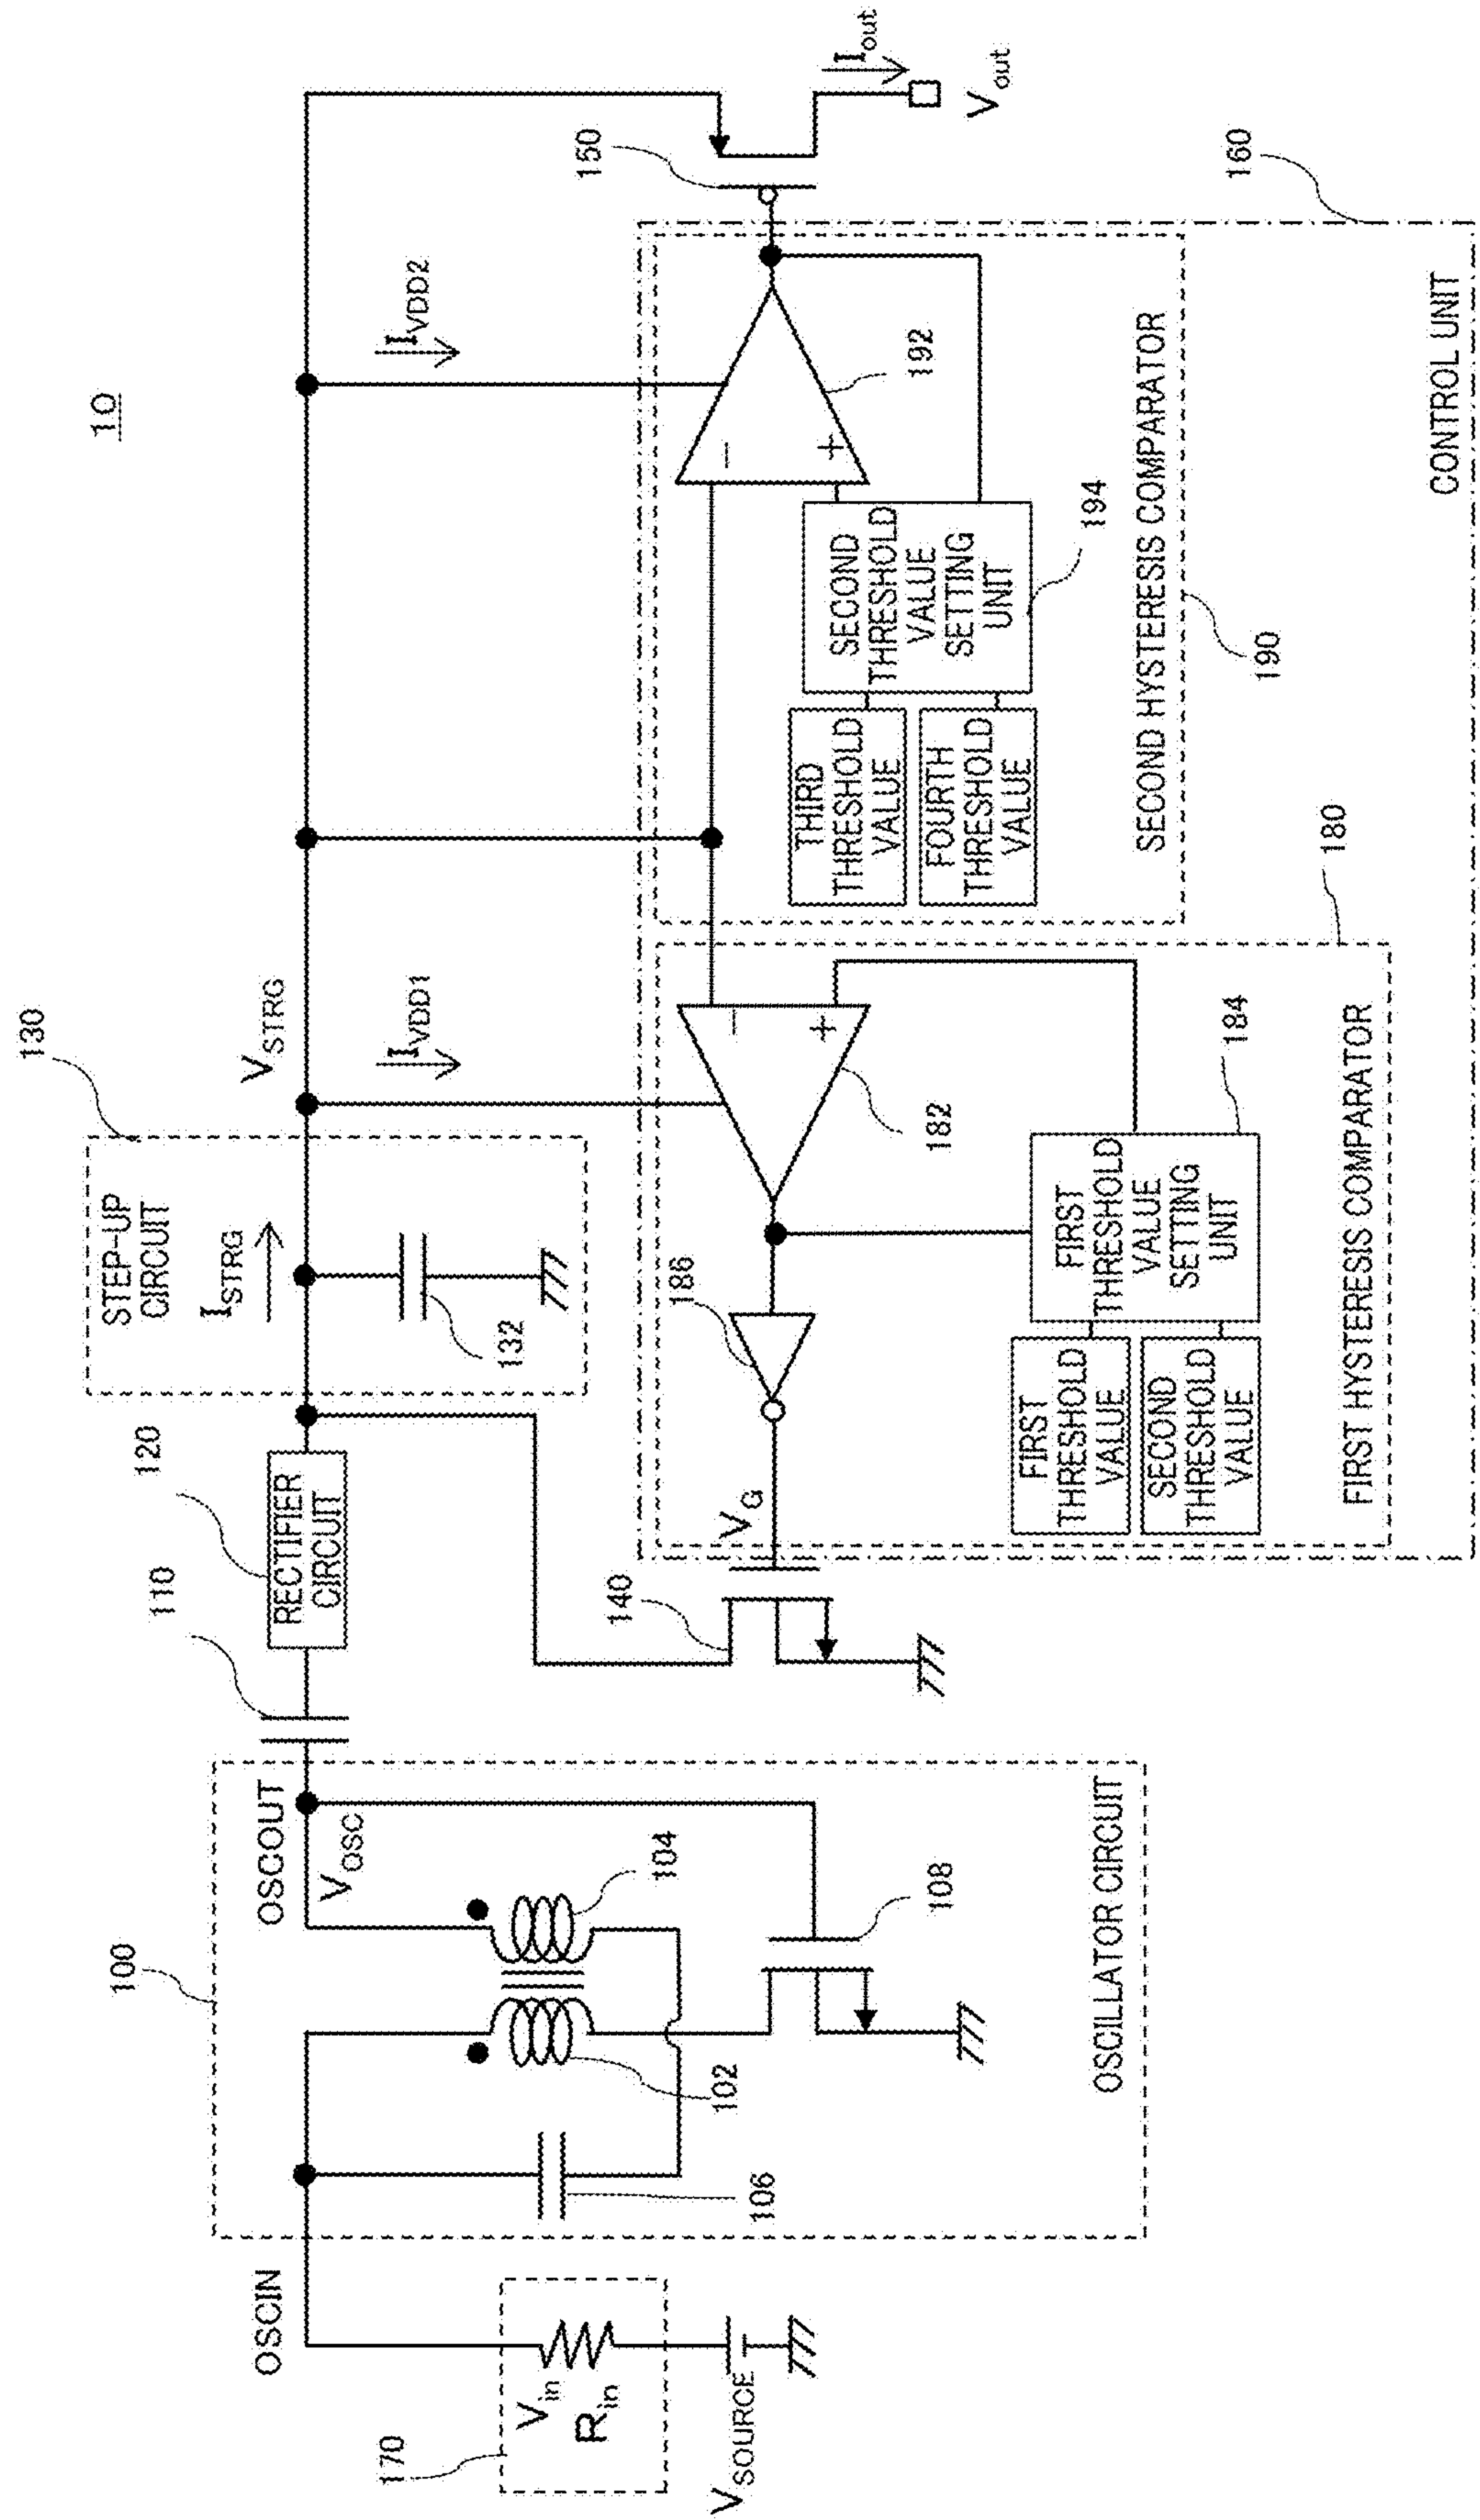 10
130
STEP-UP
CIRCUIT
ISTRG
VSTRG
132
IVDD1
IVDD2
150
Iout
Vout
110
120
RECTIFIER
CIRCUIT
100
OSCOUT
VOSC
104
102
106
108
OSCILLATOR CIRCUIT
OSCIN
170
Vin
Rin
VSOURCE
140
VG
186
182
FIRST
THRESHOLD
VALUE
SETTING
UNIT
184
FIRST
THRESHOLD
VALUE
SECOND
THRESHOLD
VALUE
FIRST HYSTERESIS COMPARATOR
180
−
+
−
+
192
SECOND
THRESHOLD
VALUE
SETTING
UNIT
194
THIRD
THRESHOLD
VALUE
FOURTH
THRESHOLD
VALUE
SECOND HYSTERESIS COMPARATOR
190
160
CONTROL UNIT